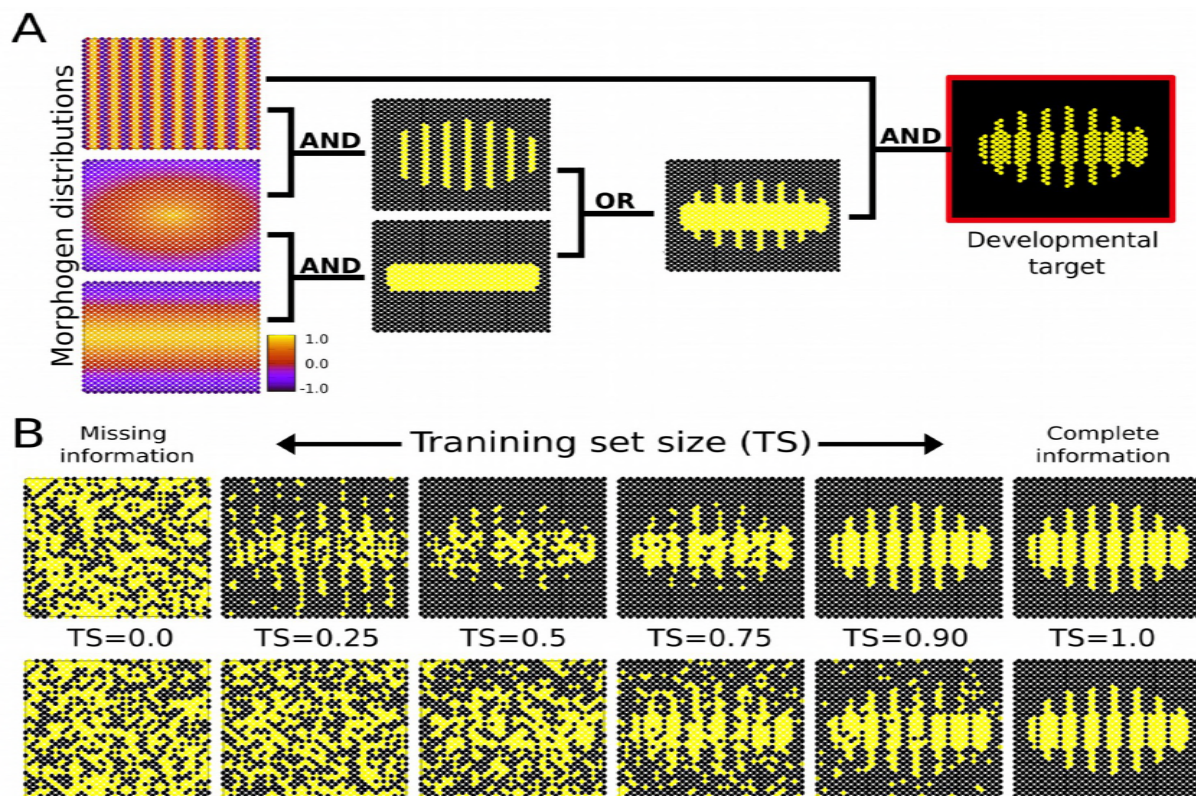 A
Morphogen distributions
AND
AND
OR
AND
Developmental
target
1.0
0.0
-1.0
B
Missing
information
Tranining set size (TS)
Complete
information
TS=0.0
TS=0.25
TS=0.5
TS=0.75
TS=0.90
TS=1.0